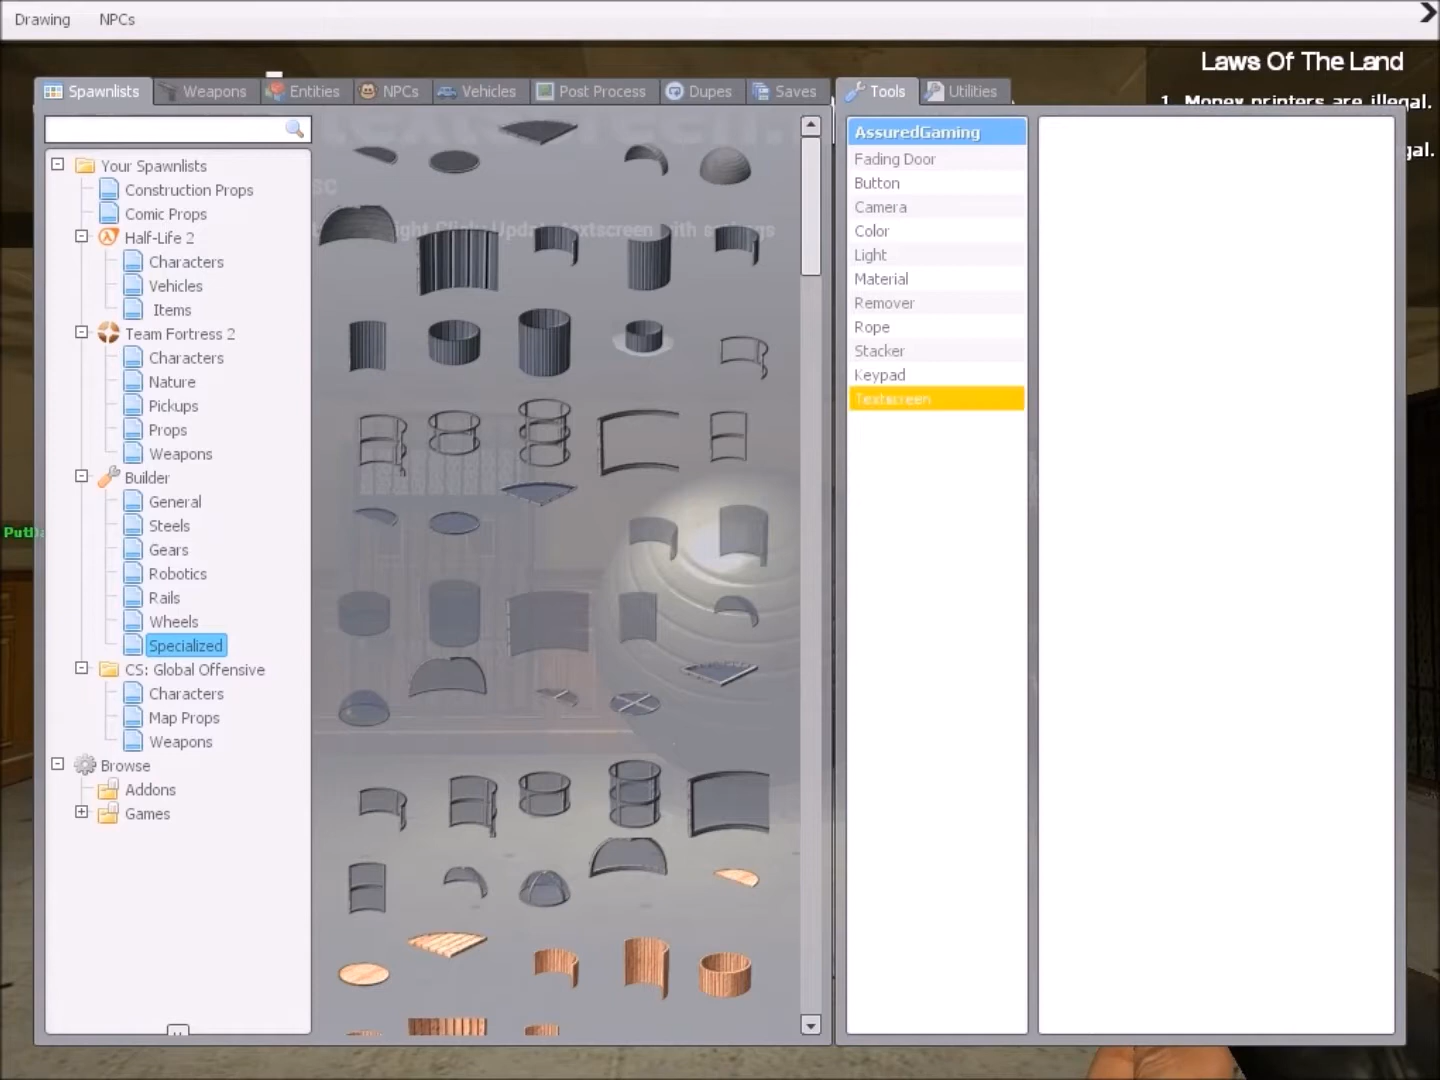 Drawing NPCs
Laws Of The Land
Spawnlists Weapons Entities NPCs Vehicles Post Process Dupes Saves Tools Utilities
1. Money printers are illegal.
Your Spawnlists
Construction Props
Comic Props
Half-Life 2
Characters
Vehicles
Items
Team Fortress 2
Characters
Nature
Pickups
Props
Weapons
Builder
General
Steels
Gears
Robotics
Rails
Wheels
Specialized
CS: Global Offensive
Characters
Map Props
Weapons
Browse
Addons
Games
AssuredGaming
Fading Door
Button
Camera
Color
Light
Material
Remover
Rope
Stacker
Keypad
Textscreen